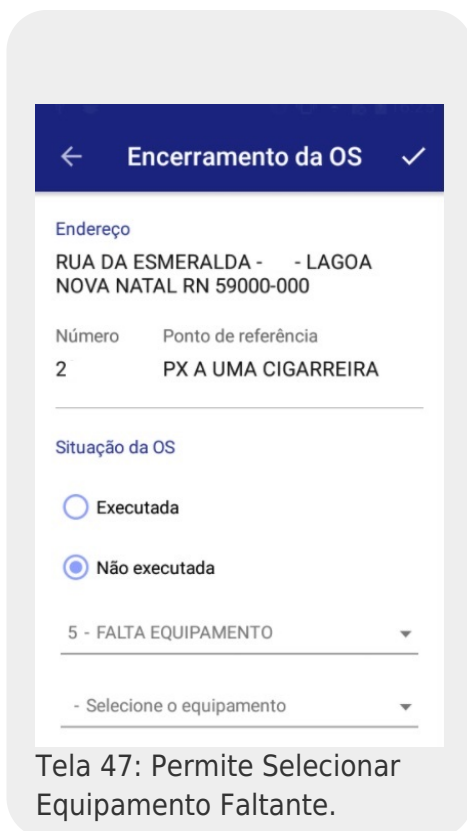 Encerramento da OS
Endereço
RUA DA ESMERALDA - - LAGOA
NOVA NATAL RN 59000-000
Número Ponto de referência
2 PX A UMA CIGARREIRA
Situação da OS
Executada
Não executada
5 - FALTA EQUIPAMENTO
- Selecione o equipamento
Tela 47: Permite Selecionar
Equipamento Faltante.